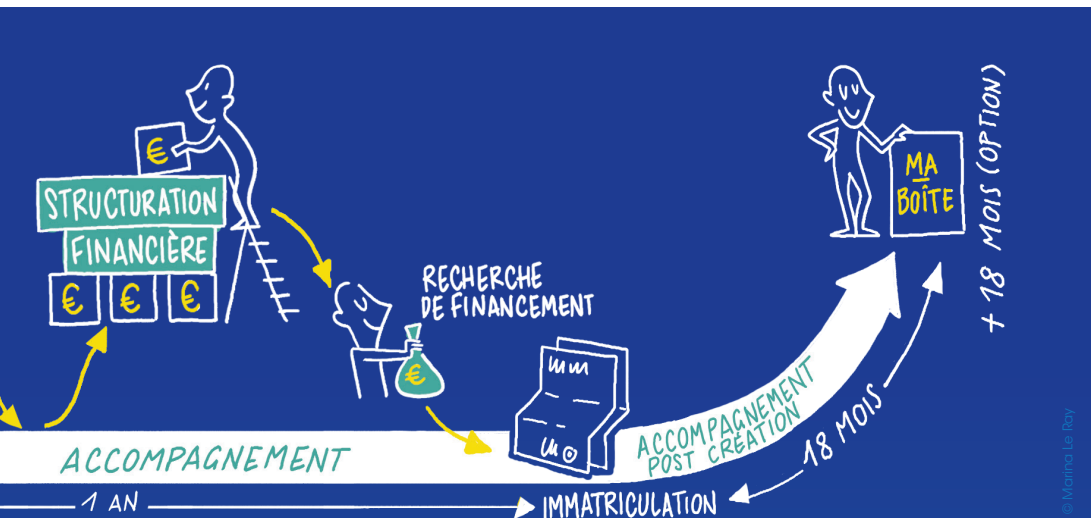 €
STRUCTURATION
FINANCIÈRE
€ € €
RECHERCHE
DE FINANCEMENT
€
ACCOMPAGNEMENT
1 AN
IMMATRICULATION
ACCOMPAGNEMENT
POST CRÉATION
18 MOIS
MA
BOÎTE
+ 18 MOIS (OPTION)
© Marina Le Ray